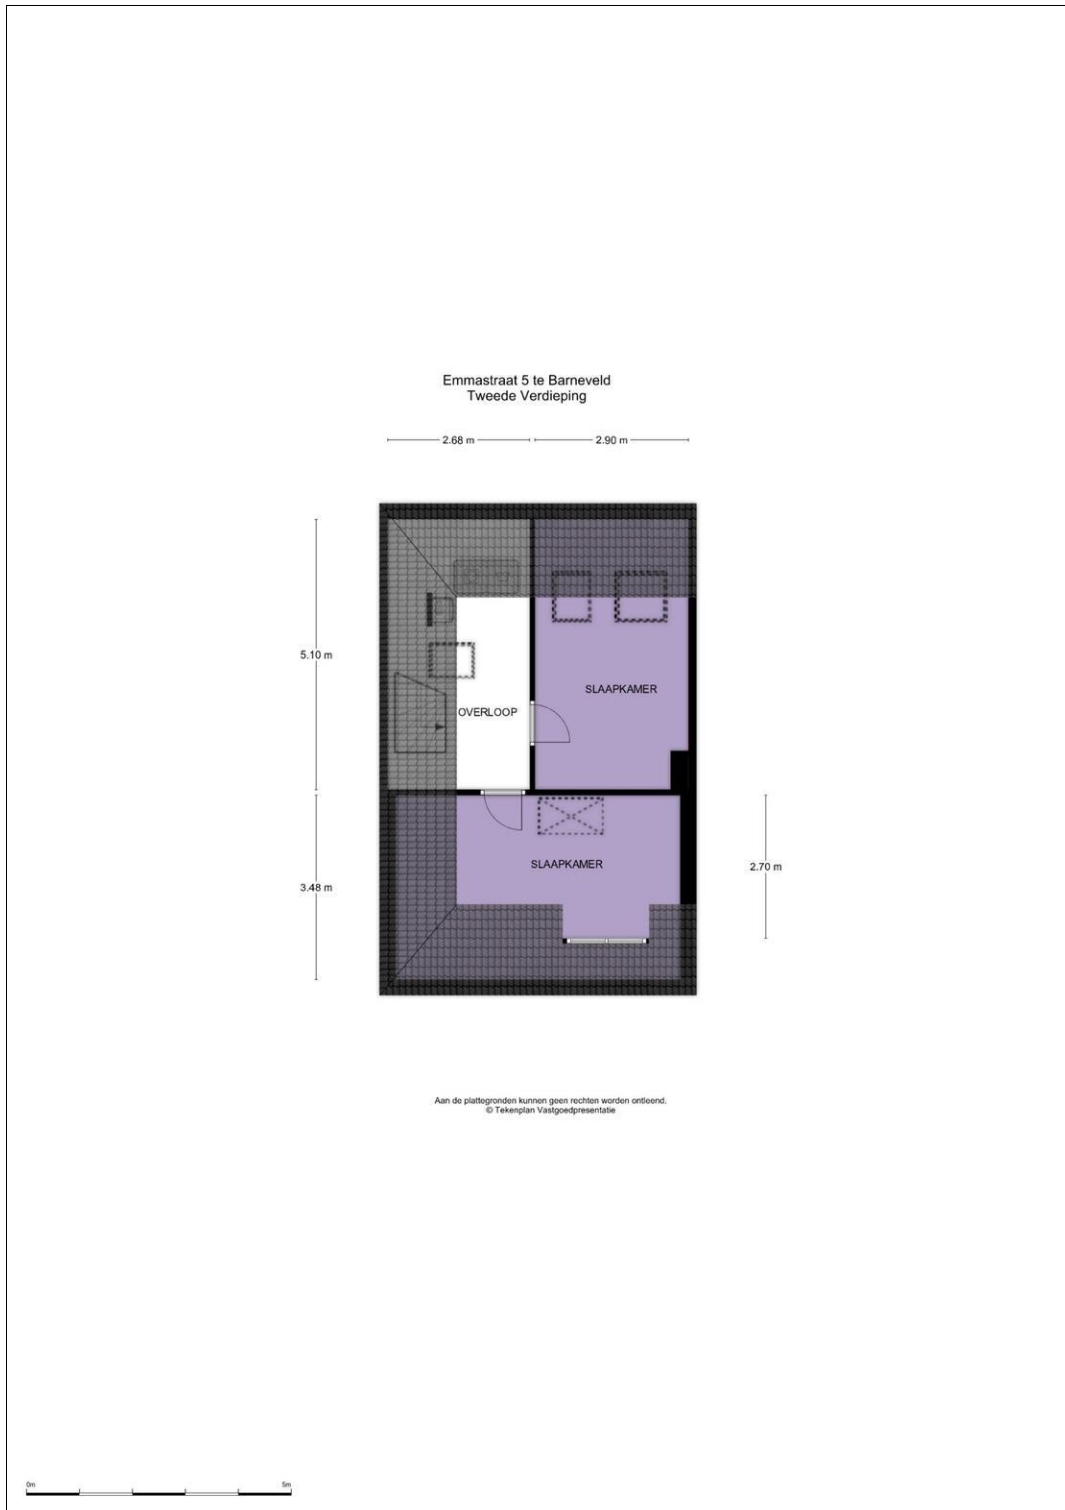 Emmastraat 5 te Barneveld
Tweede Verdieping
2.68 m
2.90 m
5.10 m
SLAAPKAMER
OVERLOOP
SLAAPKAMER
2.70 m
3.48 m
Aan de plattegronden kunnen geen rechten worden ontleend.
© Tekenplan Vastgoedpresentatie
0m
5m